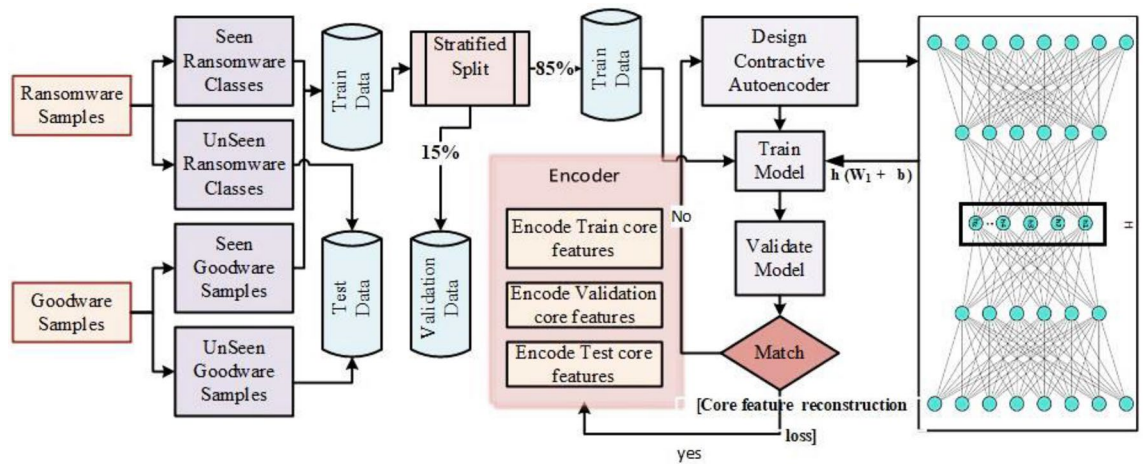 Ransomware
Samples
Goodware
Samples
Seen
Ransomware
Classes
UnSeen
Ransomware
Classes
Seen
Goodware
Samples
UnSeen
Goodware
Samples
Train
Data
Test
Data
Stratified
Split
85%
15%
Validation
Data
Train
Data
Encoder
Encode Train core
features
Encode Validation
core features
Encode Test core
features
Design
Contractive
Autoencoder
Train
Model
Validate
Model
Match
No
yes
[Core feature reconstruction
loss]
h (W₁ + b)
H